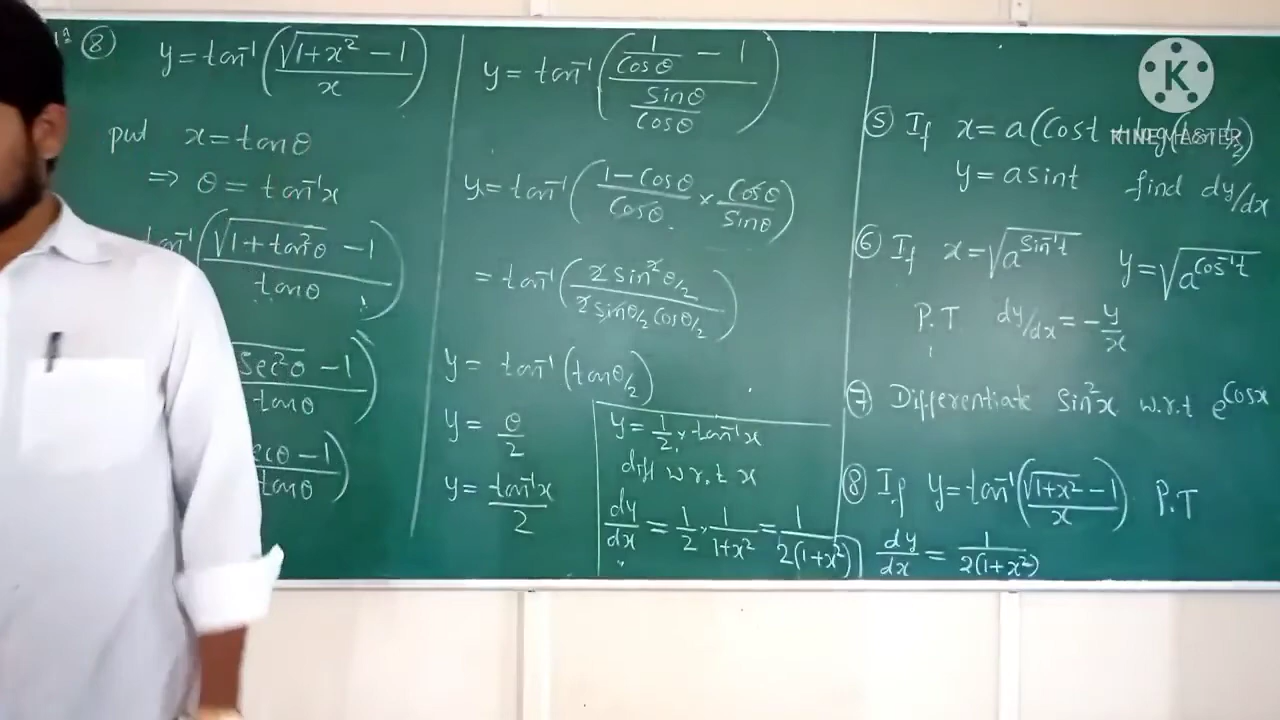 8) y = tan⁻¹(√(1+x²) − 1 / x)
put x = tanθ
⇒ θ = tan⁻¹x
tan⁻¹(√(1+tan²θ) − 1 / tanθ)
sec²θ − 1 / tanθ)
ecθ − 1 / tanθ)
y = tan⁻¹(1/Cosθ − 1 / Sinθ/Cosθ)
y = tan⁻¹(1−Cosθ/Cosθ × Cosθ/Sinθ)
= tan⁻¹(2 Sin²θ/2 / 2 Sinθ/2 Cosθ/2)
y = tan⁻¹(tanθ/2)
y = θ/2
y = tan⁻¹x/2
y = 1/2 × tan⁻¹x
diff w.r.t x
dy/dx = 1/2 × 1/1+x² = 1/2(1+x²)
K
KINEMASTER
5) If x = a(Cost
y = a sint find dy/dx
6) If x = √(a^Sin⁻¹t) y = √(a^Cos⁻¹t)
P.T dy/dx = −y/x
7) Differentiate Sin²x w.r.t e^Cosx
8) If y = tan⁻¹(√(1+x²) − 1 / x) P.T
dy/dx = 1/2(1+x²)